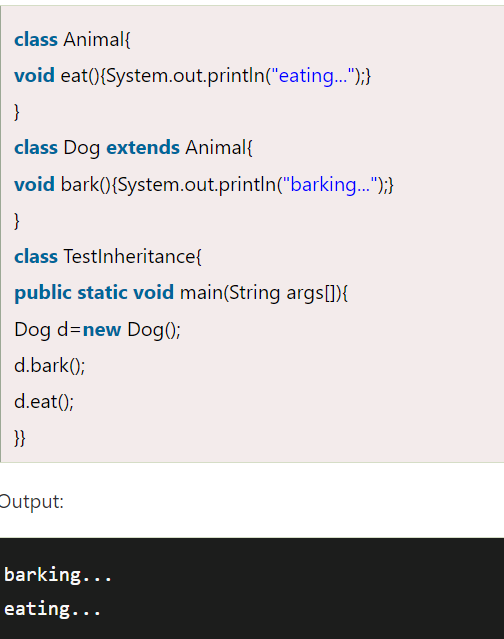 class Animal{
void eat(){System.out.println("eating...");}
}
class Dog extends Animal{
void bark(){System.out.println("barking...");}
}
class TestInheritance{
public static void main(String args[]){
Dog d=new Dog();
d.bark();
d.eat();
}}
Output:
barking...
eating...